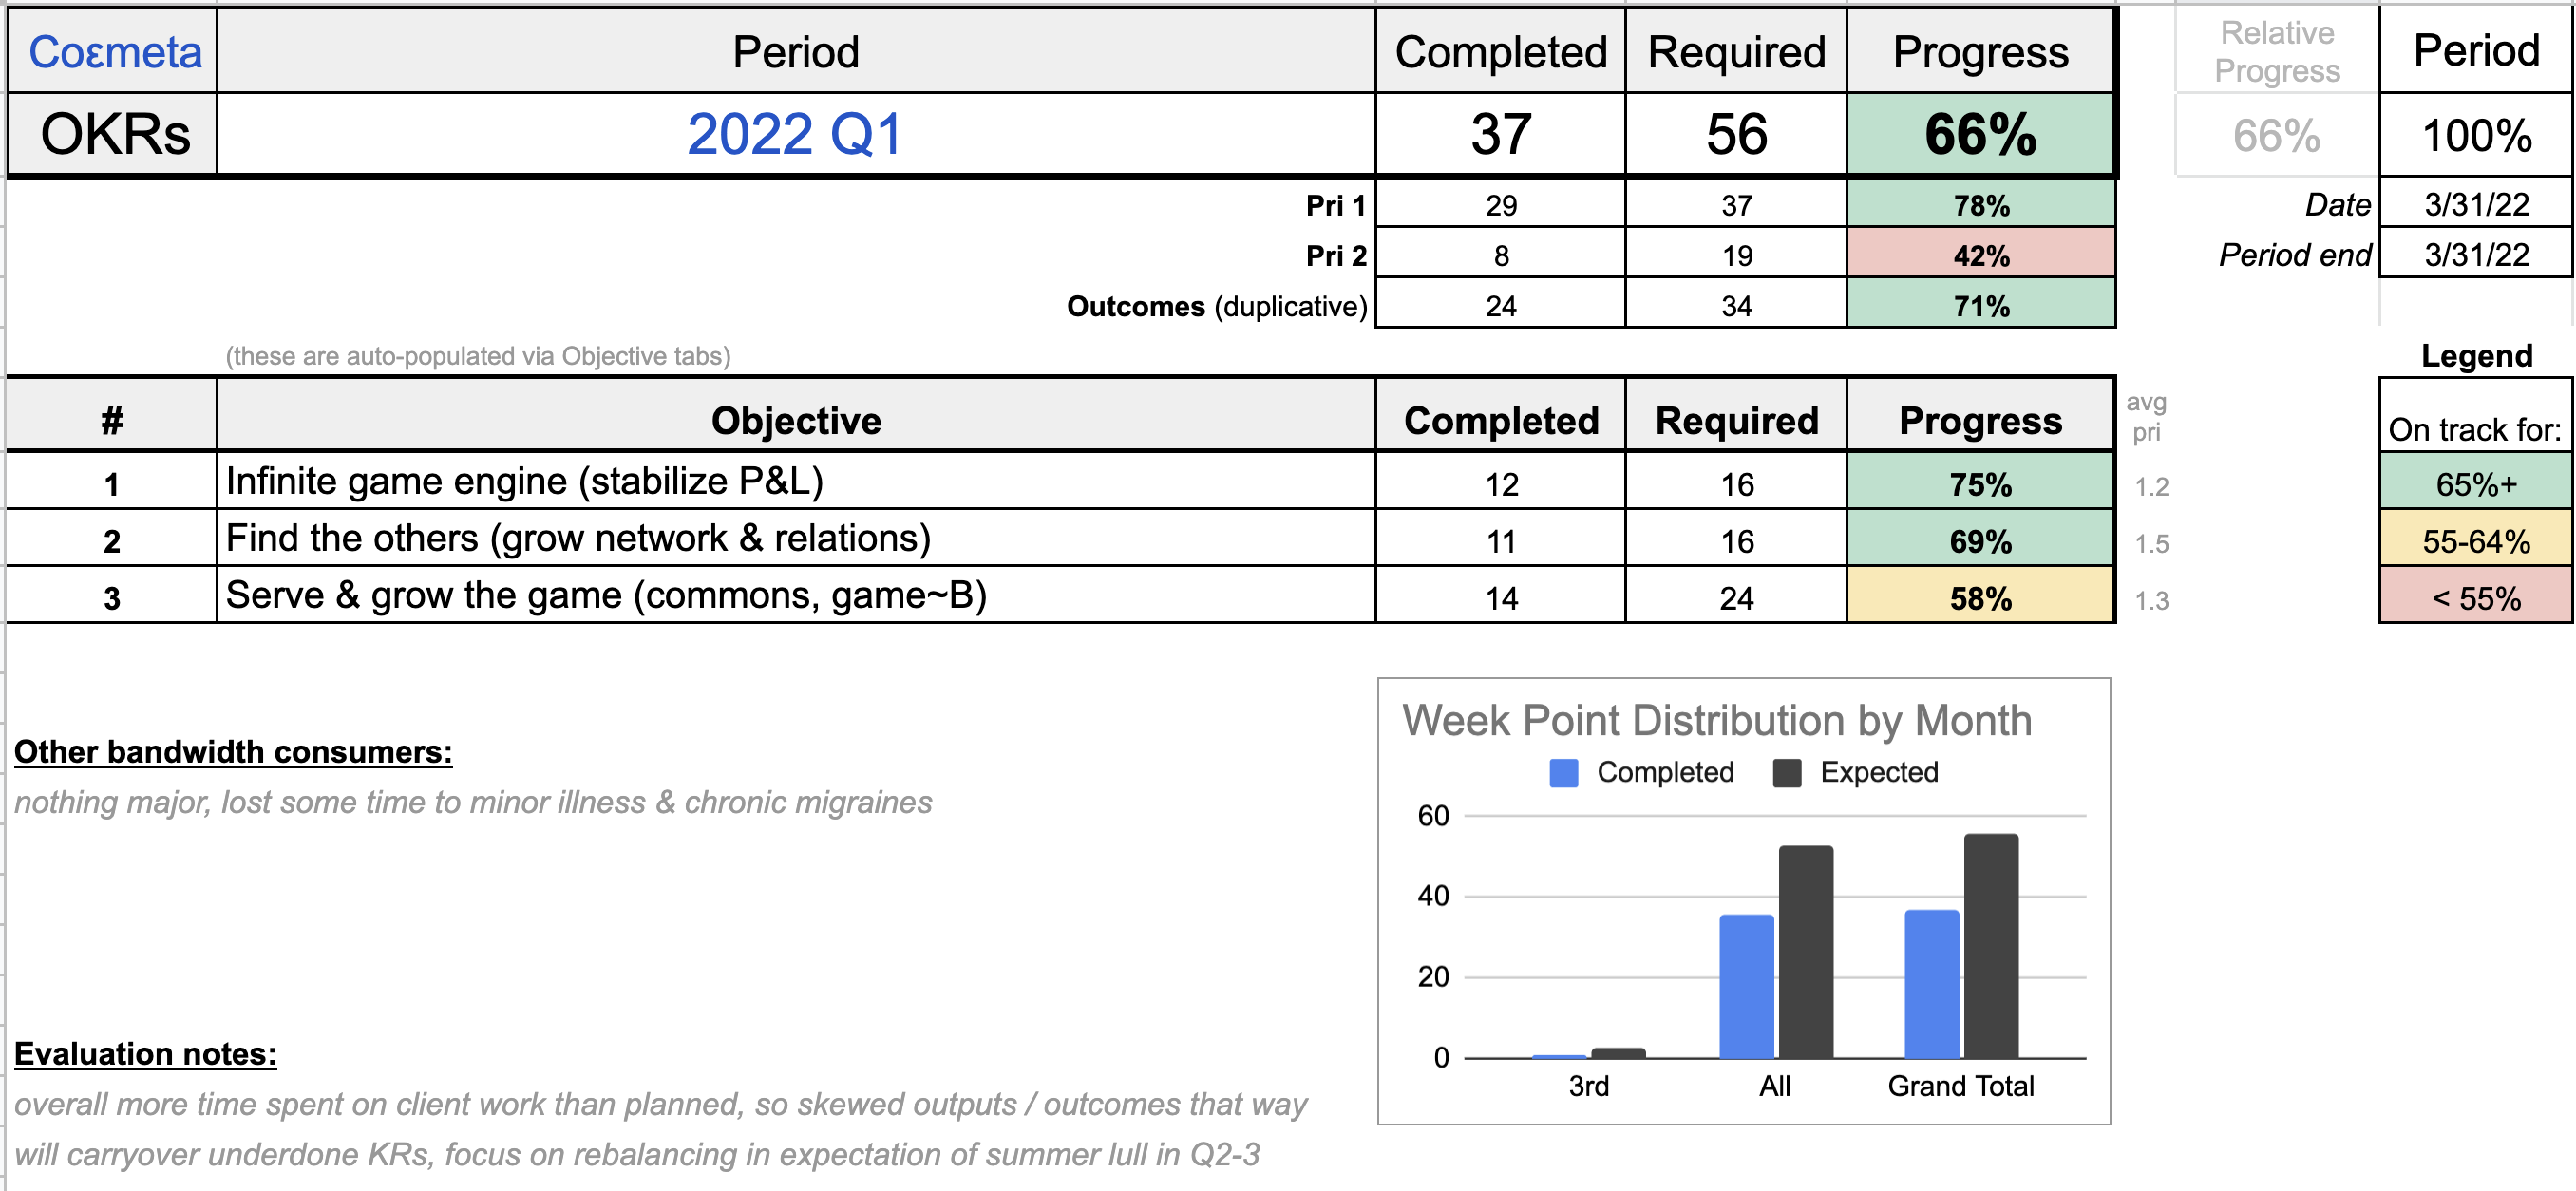 Coεmeta Period Completed Required Progress Relative Progress Period
OKRs 2022 Q1 37 56 66% 66% 100%
Pri 1 29 37 78% Date 3/31/22
Pri 2 8 19 42% Period end 3/31/22
Outcomes (duplicative) 24 34 71%
(these are auto-populated via Objective tabs) Legend
# Objective Completed Required Progress avg pri On track for:
1 Infinite game engine (stabilize P&L) 12 16 75% 1.2 65%+
2 Find the others (grow network & relations) 11 16 69% 1.5 55-64%
3 Serve & grow the game (commons, game~B) 14 24 58% 1.3 < 55%
Other bandwidth consumers:
nothing major, lost some time to minor illness & chronic migraines
Evaluation notes:
overall more time spent on client work than planned, so skewed outputs / outcomes that way
will carryover underdone KRs, focus on rebalancing in expectation of summer lull in Q2-3
Week Point Distribution by Month
Completed Expected
60
40
20
0
3rd All Grand Total